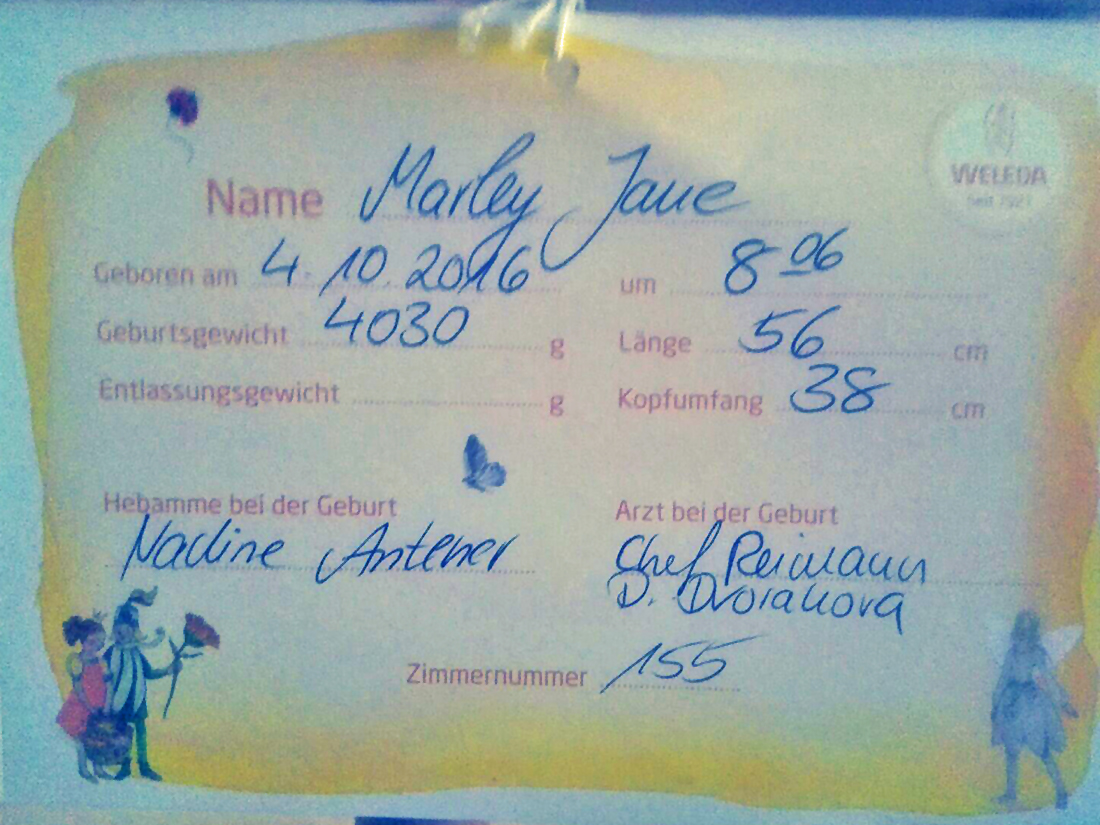 WELEDA
Seit 1921
Name Marley Jane
Geboren am 4.10.2016 um 8 06
Geburtsgewicht 4030 g Länge 56 cm
Entlassungsgewicht g Kopfumfang 38 cm
Hebamme bei der Geburt Arzt bei der Geburt
Nadine Antener Chef Reimann
D. Dvorakova
Zimmernummer 155